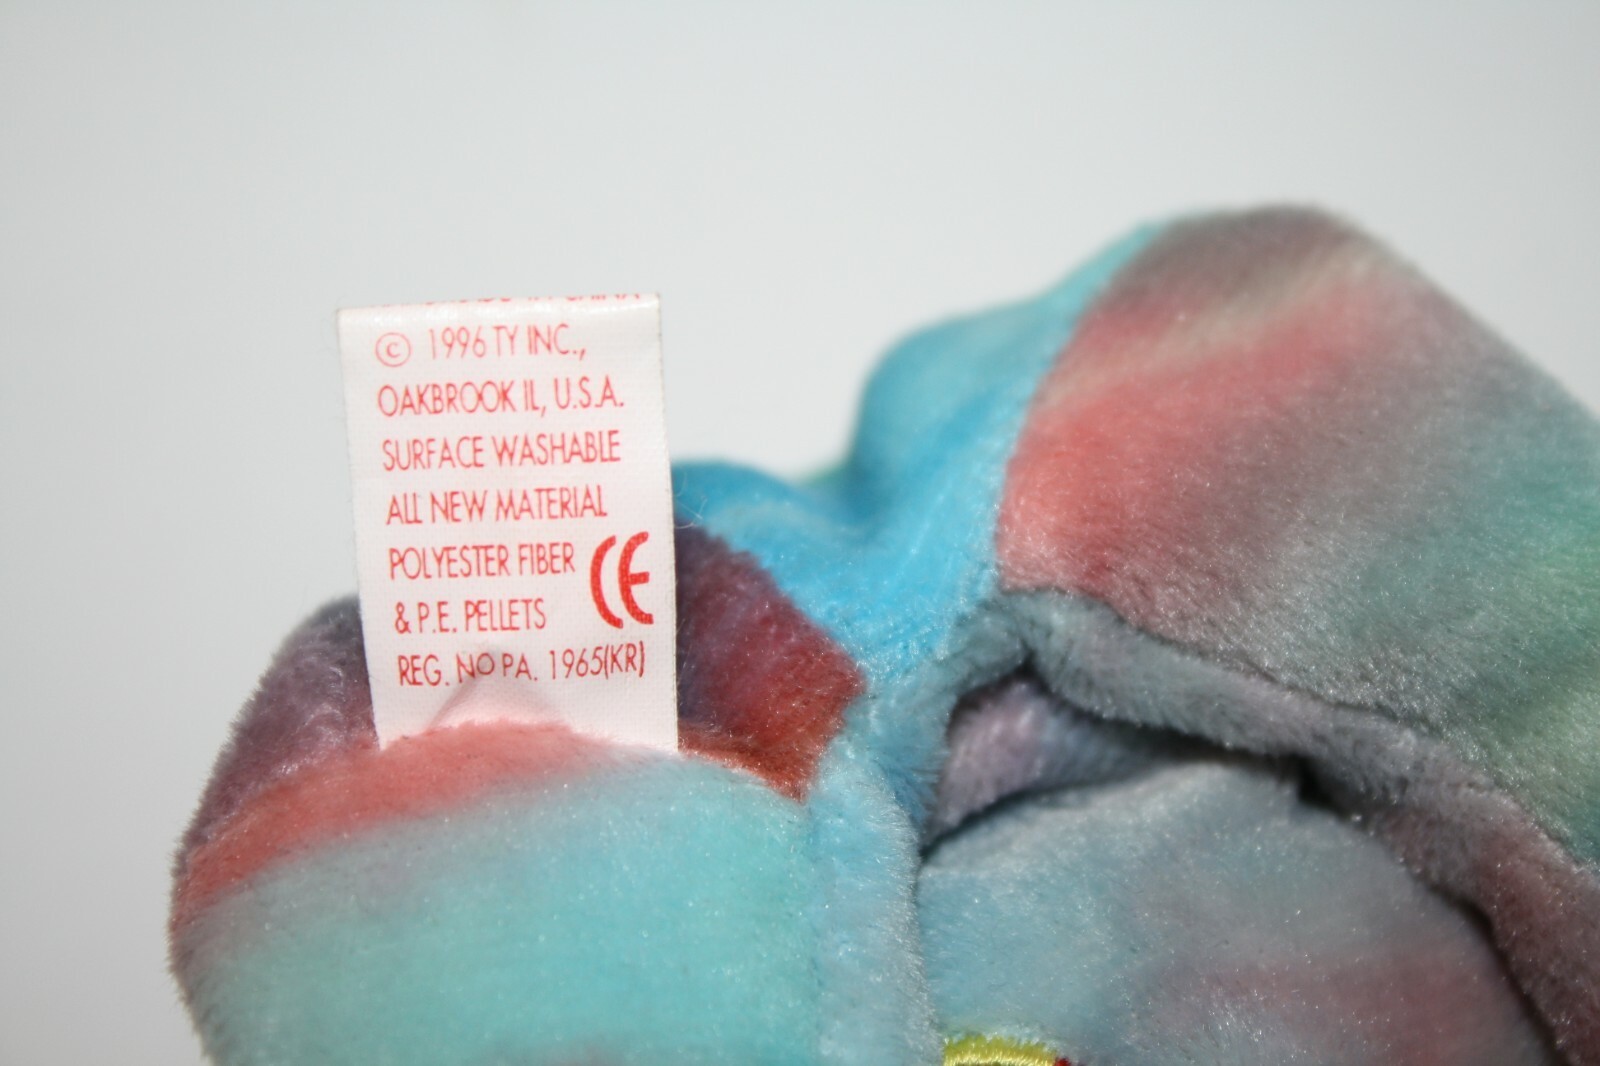 © 1996 TY INC.,
OAKBROOK IL, U.S.A.
SURFACE WASHABLE
ALL NEW MATERIAL
POLYESTER FIBER
& P.E. PELLETS
CE
REG. NO PA. 1965(KR)